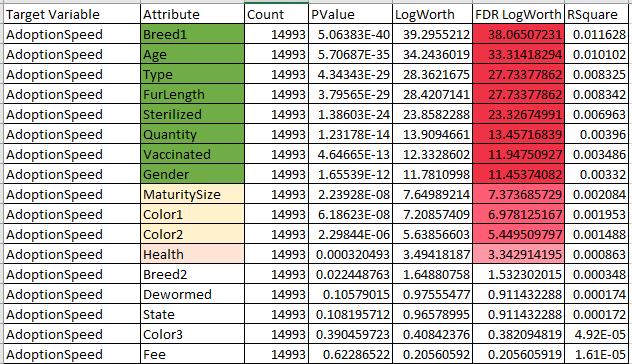 Target Variable Attribute Count PValue LogWorth FDR LogWorth RSquare
AdoptionSpeed Breed1 14993 5.06383E-40 39.2955212 38.06507231 0.011628
AdoptionSpeed Age 14993 5.70687E-35 34.2436019 33.31418294 0.010102
AdoptionSpeed Type 14993 4.34343E-29 28.3621675 27.73377862 0.008325
AdoptionSpeed FurLength 14993 3.79565E-29 28.4207141 27.73377862 0.008342
AdoptionSpeed Sterilized 14993 1.38603E-24 23.8582288 23.32674991 0.006963
AdoptionSpeed Quantity 14993 1.23178E-14 13.9094661 13.45716839 0.00396
AdoptionSpeed Vaccinated 14993 4.64665E-13 12.3328602 11.94750927 0.003486
AdoptionSpeed Gender 14993 1.65539E-12 11.7810998 11.45374082 0.00332
AdoptionSpeed MaturitySize 14993 2.23928E-08 7.64989214 7.373685729 0.002084
AdoptionSpeed Color1 14993 6.18623E-08 7.20857409 6.978125167 0.001953
AdoptionSpeed Color2 14993 2.29844E-06 5.63856603 5.449509797 0.001488
AdoptionSpeed Health 14993 0.000320493 3.49418187 3.342914195 0.000863
AdoptionSpeed Breed2 14993 0.022448763 1.64880758 1.532302015 0.000348
AdoptionSpeed Dewormed 14993 0.10579015 0.97555477 0.911432288 0.000174
AdoptionSpeed State 14993 0.108195712 0.96578995 0.911432288 0.000172
AdoptionSpeed Color3 14993 0.390459723 0.40842376 0.382094819 4.92E-05
AdoptionSpeed Fee 14993 0.62286522 0.20560592 0.205605919 1.61E-05